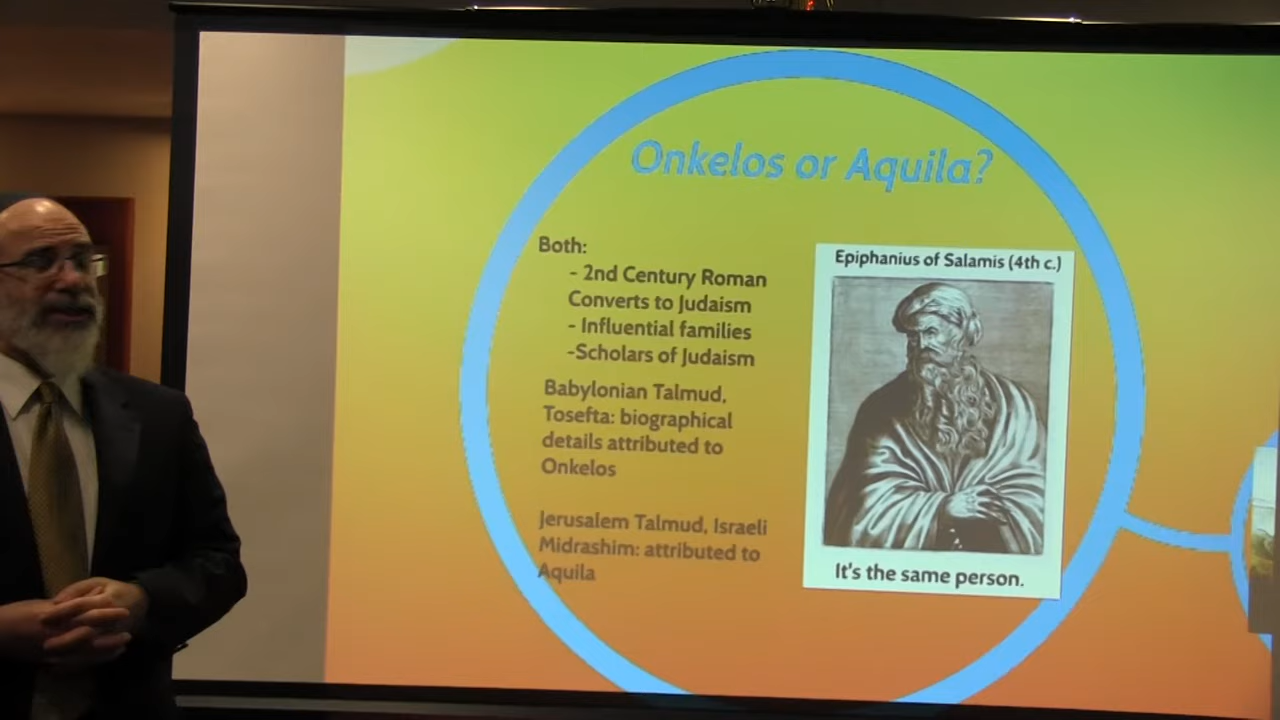 Onkelos or Aquila?
Both:
- 2nd Century Roman
Converts to Judaism
- Influential families
-Scholars of Judaism
Babylonian Talmud,
Tosefta: biographical
details attributed to
Onkelos
Jerusalem Talmud, Israeli
Midrashim: attributed to
Aquila
Epiphanius of Salamis (4th c.)
It's the same person.